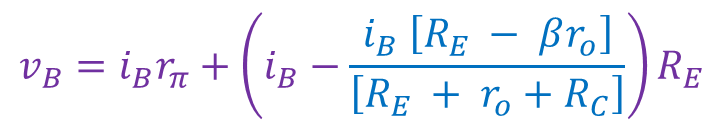 v_B = i_B r_π + (i_B − i_B [R_E − βr_o] / [R_E + r_o + R_C]) R_E